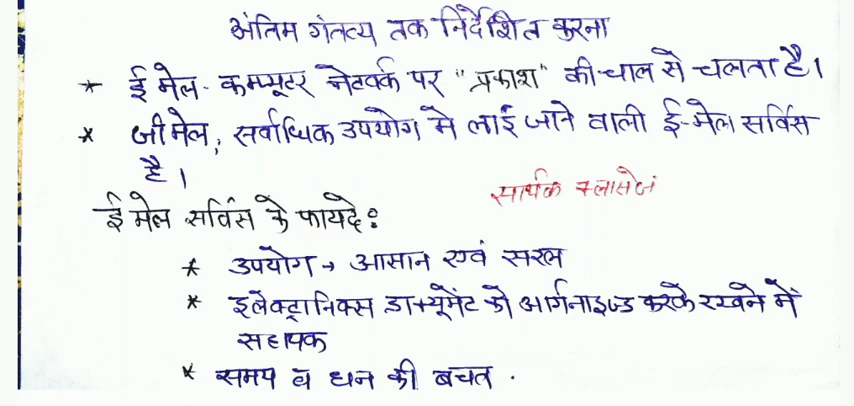 अंतिम गंतव्य तक निर्देशित करना
* ई मेल - कम्प्यूटर नेटवर्क पर "प्रकाश" की चाल से चलता है।
* जी मेल, सर्वाधिक उपयोग मे लाई जाने वाली ई-मेल सर्विस
है।
सार्थक क्लासेज
ई मेल सर्विस के फायदे:
* उपयोग → आसान एवं सरल
* इलेक्ट्रानिक्स डाक्यूमेंट को आर्गनाइज्ड करके रखने में
सहायक
* समय व धन की बचत .